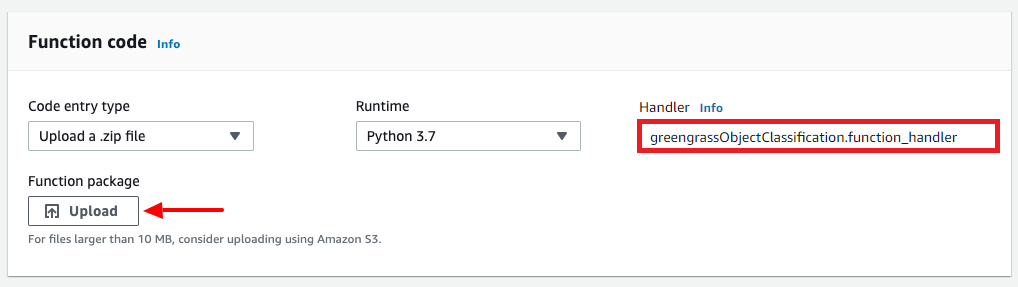 Function code Info
Code entry type
Upload a .zip file
Runtime
Python 3.7
Handler Info
greengrassObjectClassification.function_handler
Function package
Upload
For files larger than 10 MB, consider uploading using Amazon S3.